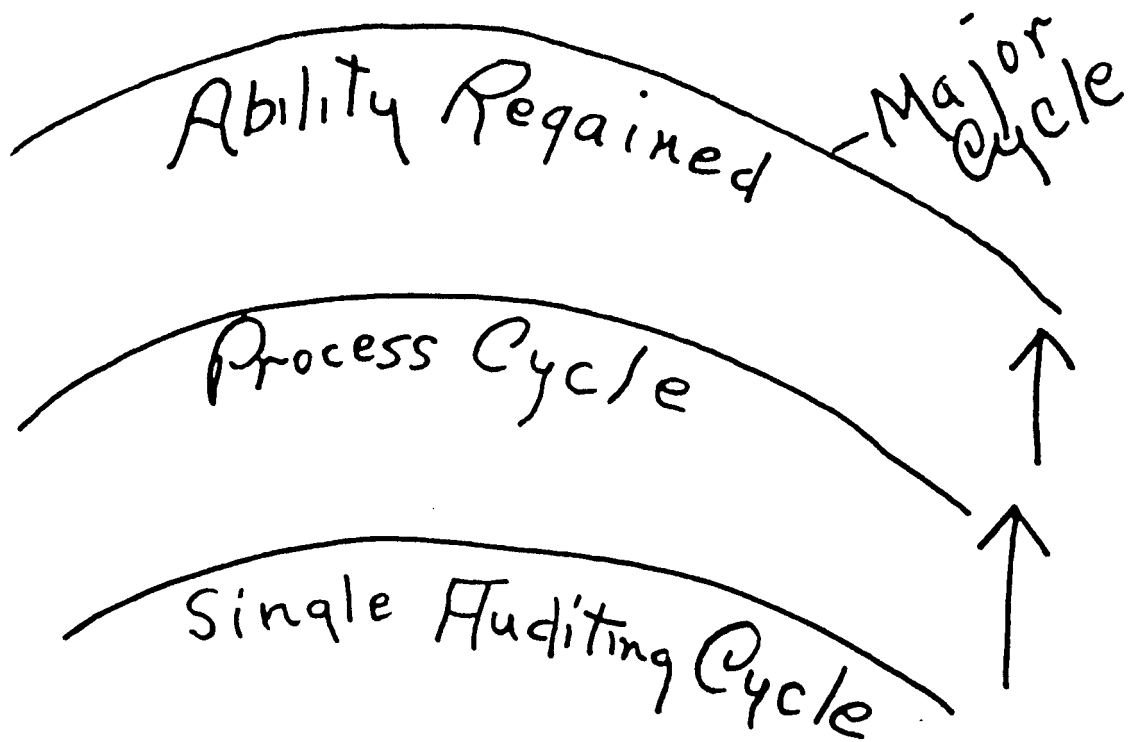 Ability Regained
Major
Cycle
Process Cycle
Single Auditing Cycle